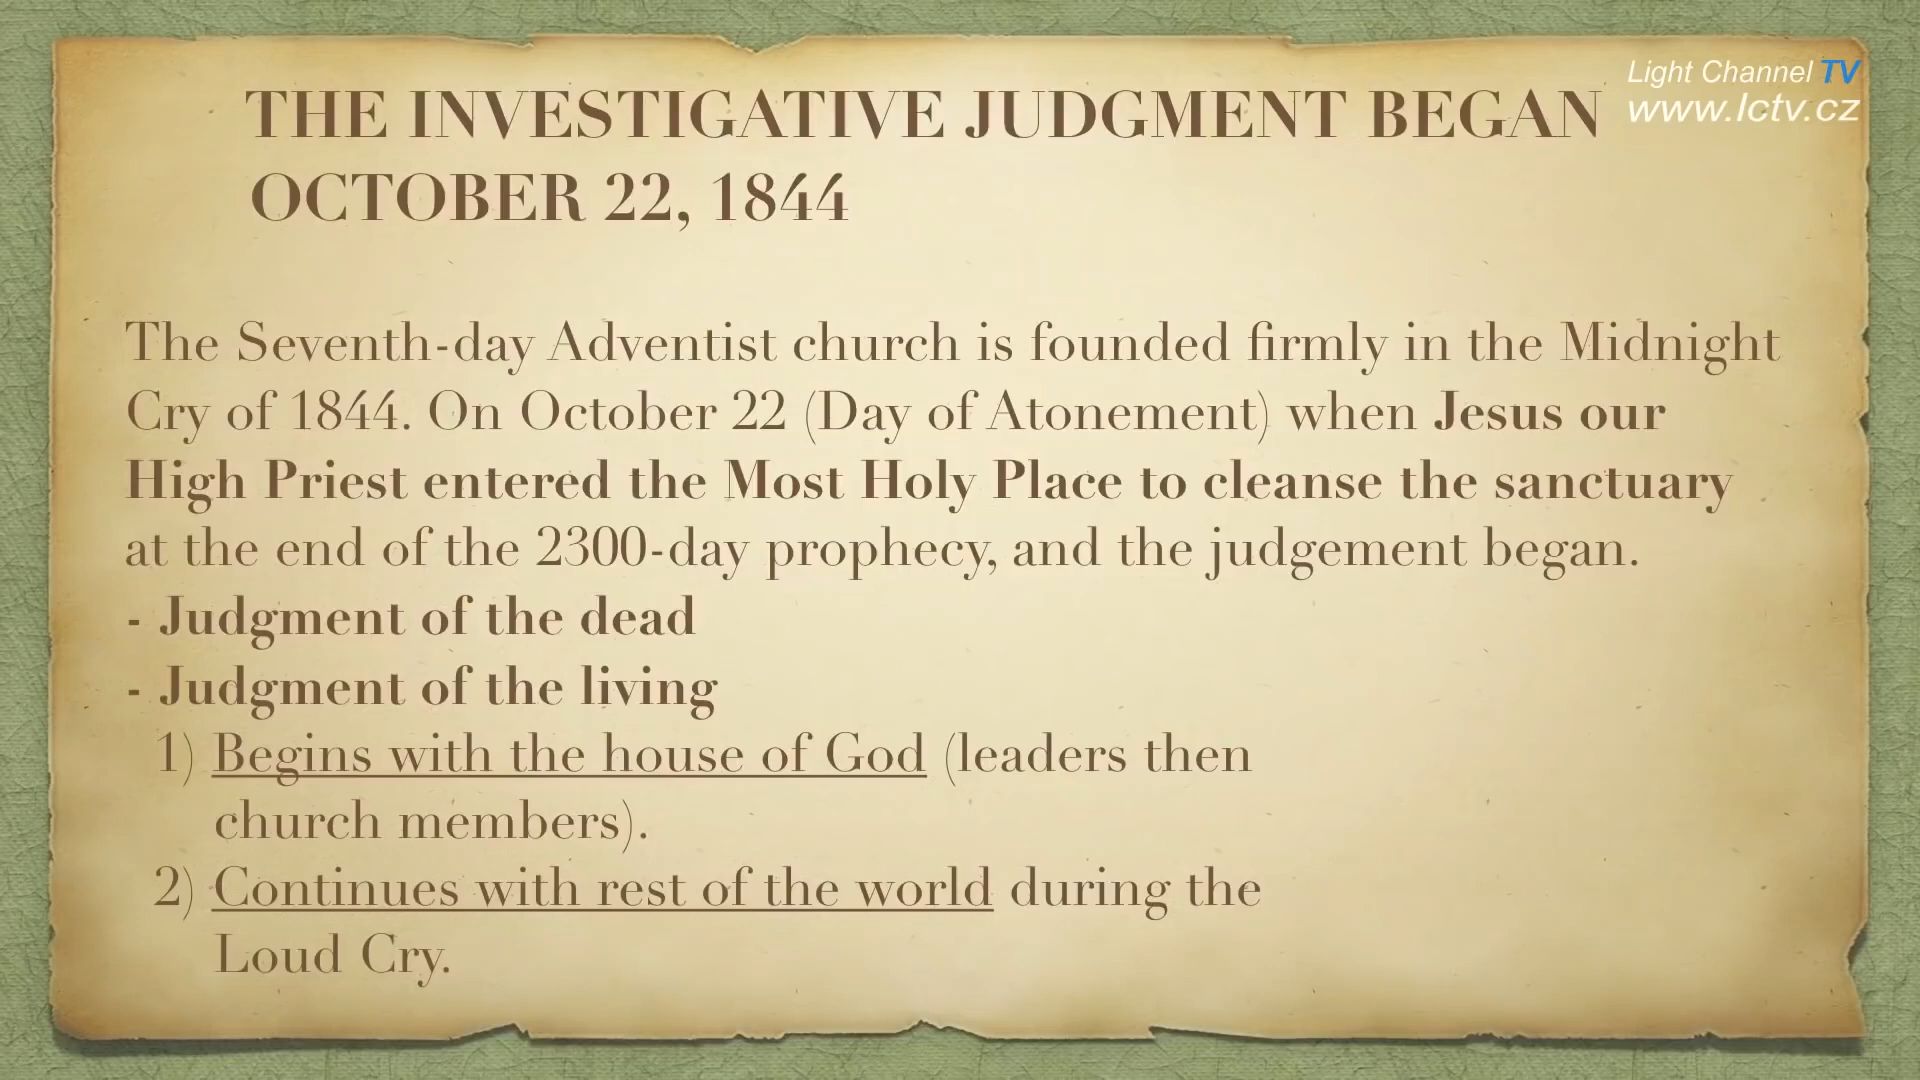 Light Channel TV
www.lctv.cz
THE INVESTIGATIVE JUDGMENT BEGAN
OCTOBER 22, 1844
The Seventh-day Adventist church is founded firmly in the Midnight
Cry of 1844. On October 22 (Day of Atonement) when Jesus our
High Priest entered the Most Holy Place to cleanse the sanctuary
at the end of the 2300-day prophecy, and the judgement began.
- Judgment of the dead
- Judgment of the living
1) Begins with the house of God (leaders then
church members).
2) Continues with rest of the world during the
Loud Cry.